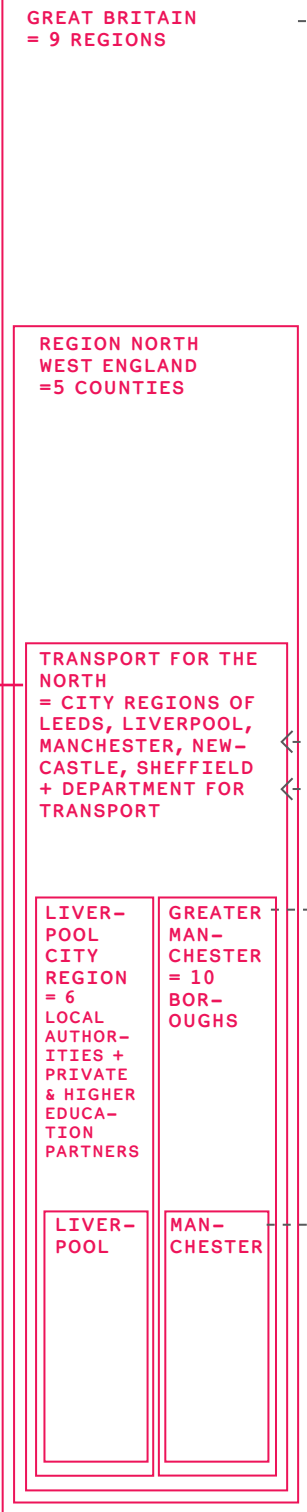 GREAT BRITAIN
= 9 REGIONS
REGION NORTH
WEST ENGLAND
=5 COUNTIES
TRANSPORT FOR THE
NORTH
= CITY REGIONS OF
LEEDS, LIVERPOOL,
MANCHESTER, NEW–
CASTLE, SHEFFIELD
+ DEPARTMENT FOR
TRANSPORT
LIVER–
POOL
CITY
REGION
= 6
LOCAL
AUTHOR–
ITIES +
PRIVATE
& HIGHER
EDUCA–
TION
PARTNERS
GREATER
MAN–
CHESTER
= 10
BOR–
OUGHS
LIVER–
POOL
MAN–
CHESTER